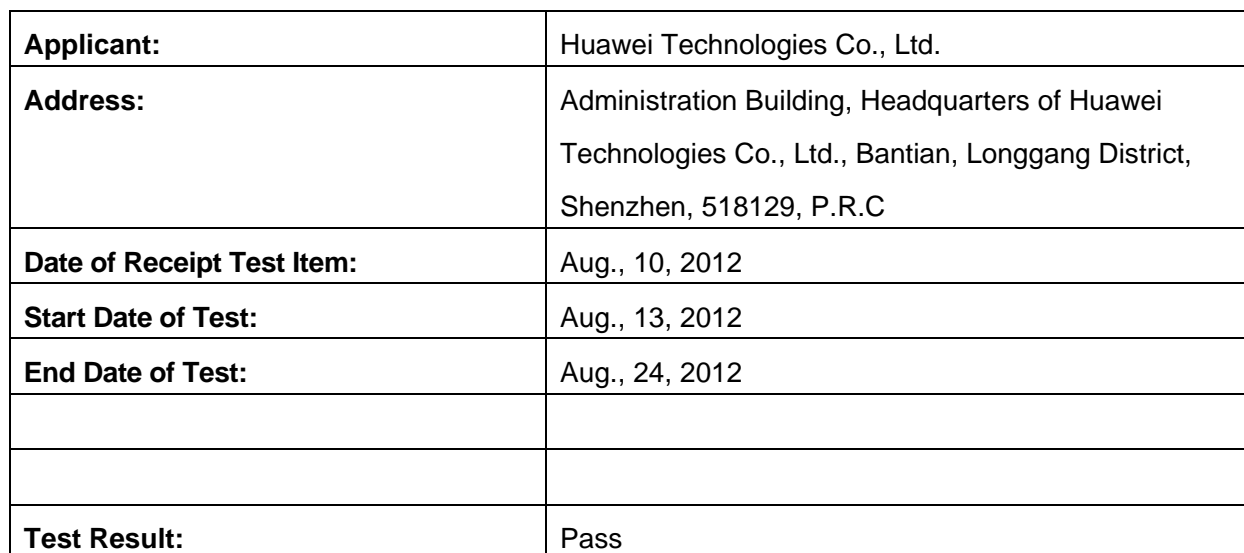 Applicant: Huawei Technologies Co., Ltd.
Address: Administration Building, Headquarters of Huawei
Technologies Co., Ltd., Bantian, Longgang District,
Shenzhen, 518129, P.R.C
Date of Receipt Test Item: Aug., 10, 2012
Start Date of Test: Aug., 13, 2012
End Date of Test: Aug., 24, 2012
Test Result: Pass